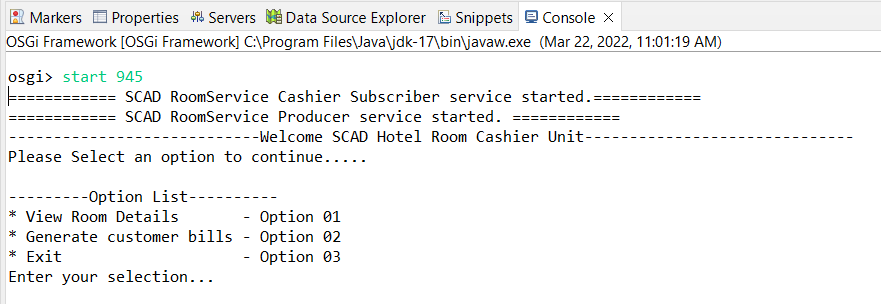 Markers Properties Servers Data Source Explorer Snippets Console
OSGi Framework [OSGi Framework] C:\Program Files\Java\jdk-17\bin\javaw.exe (Mar 22, 2022, 11:01:19 AM)
osgi> start 945
============ SCAD RoomService Cashier Subscriber service started.============
============ SCAD RoomService Producer service started. ============
----------------------------Welcome SCAD Hotel Room Cashier Unit------------------------------
Please Select an option to continue.....
---------Option List----------
* View Room Details       - Option 01
* Generate customer bills - Option 02
* Exit                    - Option 03
Enter your selection...